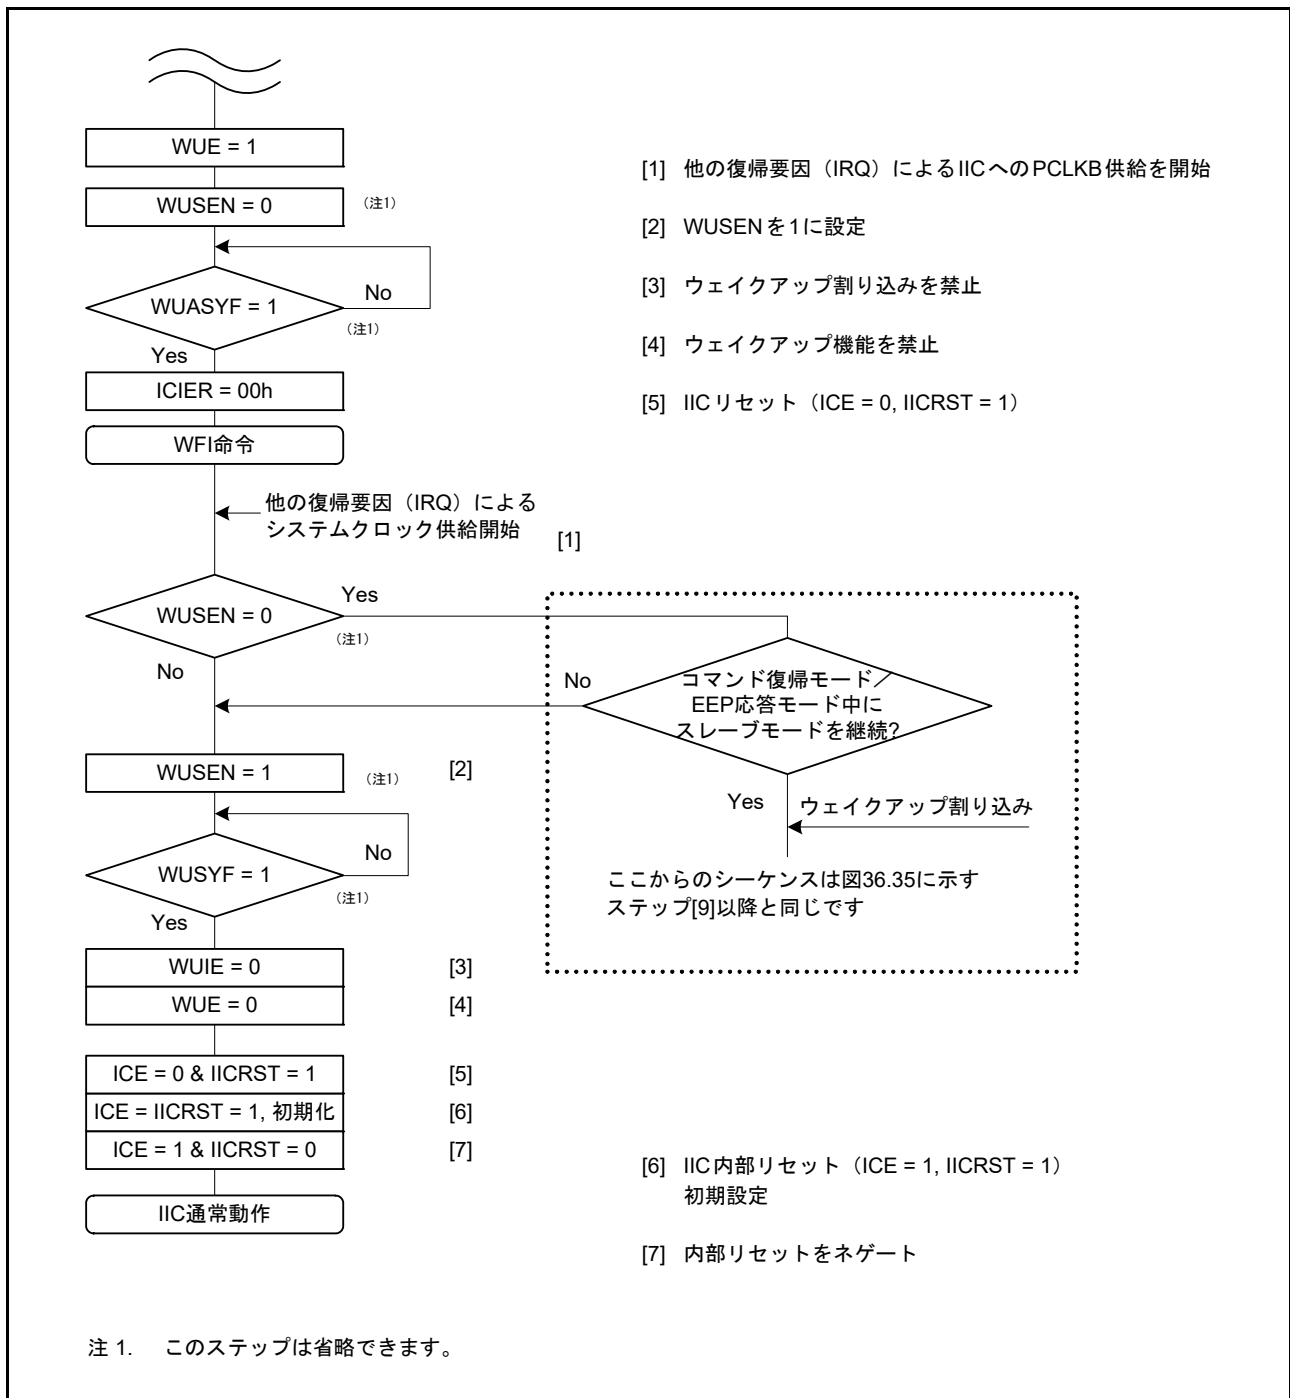 WUE = 1
[1] 他の復帰要因（IRQ）によるIICへのPCLKB供給を開始
WUSEN = 0 （注1）
[2] WUSENを1に設定
[3] ウェイクアップ割り込みを禁止
WUASYF = 1
No
（注1）
[4] ウェイクアップ機能を禁止
Yes
ICIER = 00h
[5] IICリセット（ICE = 0, IICRST = 1）
WFI命令
他の復帰要因（IRQ）による
システムクロック供給開始 [1]
WUSEN = 0
Yes
（注1）
No
コマンド復帰モード／
EEP応答モード中に
スレーブモードを継続?
No
WUSEN = 1 （注1） [2]
Yes
ウェイクアップ割り込み
WUSYF = 1
No
（注1）
Yes
ここからのシーケンスは図36.35に示す
ステップ[9]以降と同じです
WUIE = 0 [3]
WUE = 0 [4]
ICE = 0 & IICRST = 1 [5]
ICE = IICRST = 1, 初期化 [6]
ICE = 1 & IICRST = 0 [7]
[6] IIC内部リセット（ICE = 1, IICRST = 1）
初期設定
IIC通常動作
[7] 内部リセットをネゲート
注 1. このステップは省略できます。